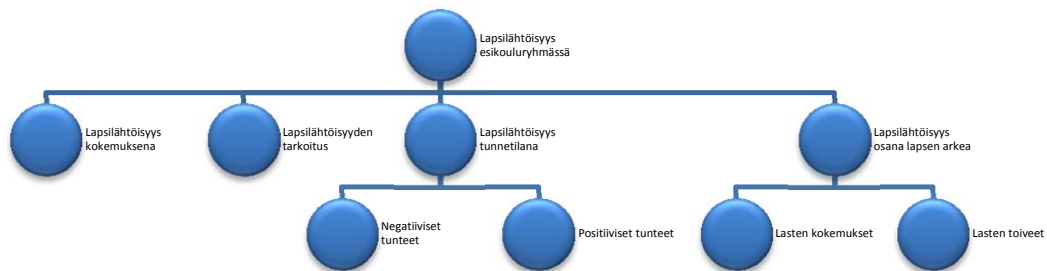 Lapsilähtöisyys
esikouluryhmässä
Lapsilähtöisyys
kokemuksena
Lapsilähtöisyyden
tarkoitus
Lapsilähtöisyys
tunnetilana
Lapsilähtöisyys
osana lapsen arkea
Negatiiviset
tunteet
Positiiviset tunteet
Lasten kokemukset
Lasten toiveet